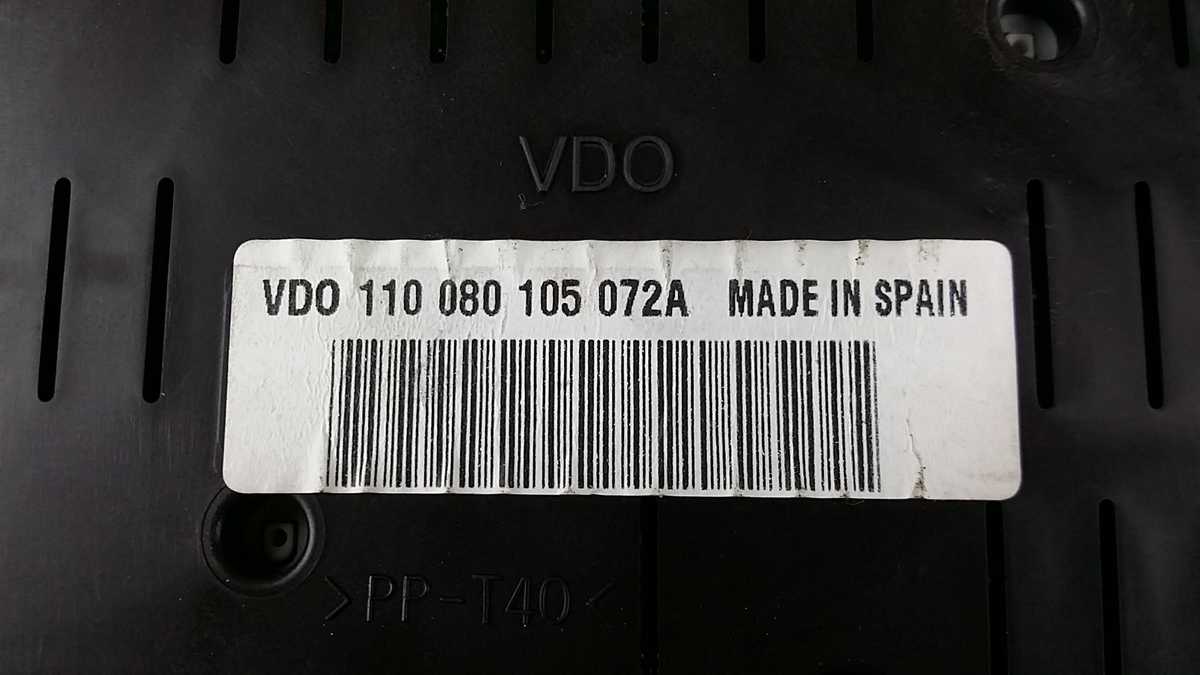 VDO
VDO 110 080 105 072A MADE IN SPAIN
>PP-T40<